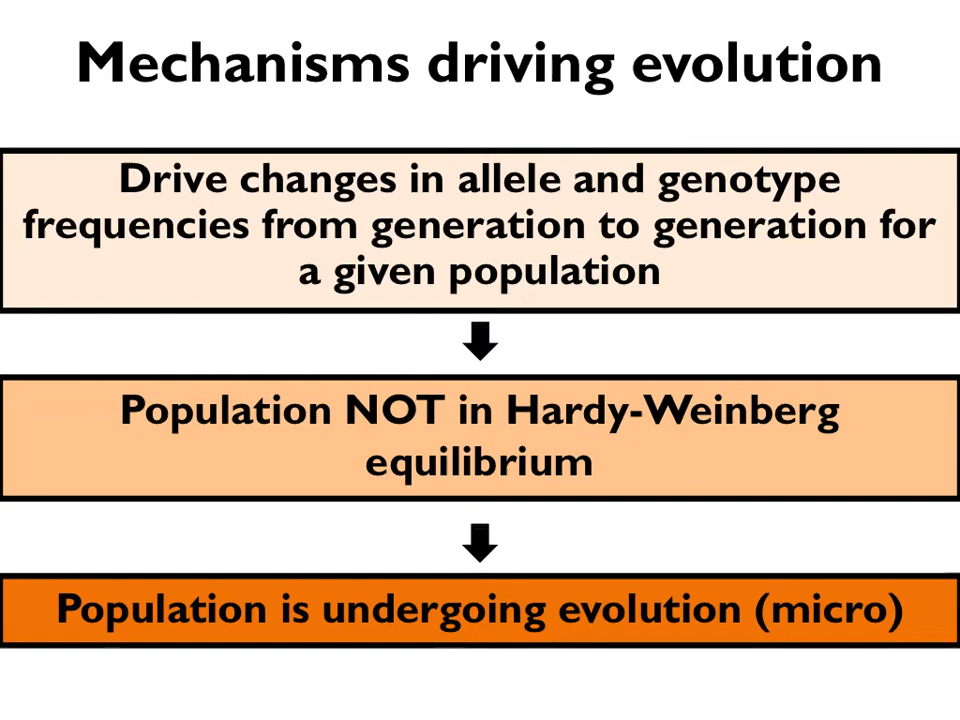 Mechanisms driving evolution
Drive changes in allele and genotype
frequencies from generation to generation for
a given population
Population NOT in Hardy-Weinberg
equilibrium
Population is undergoing evolution (micro)